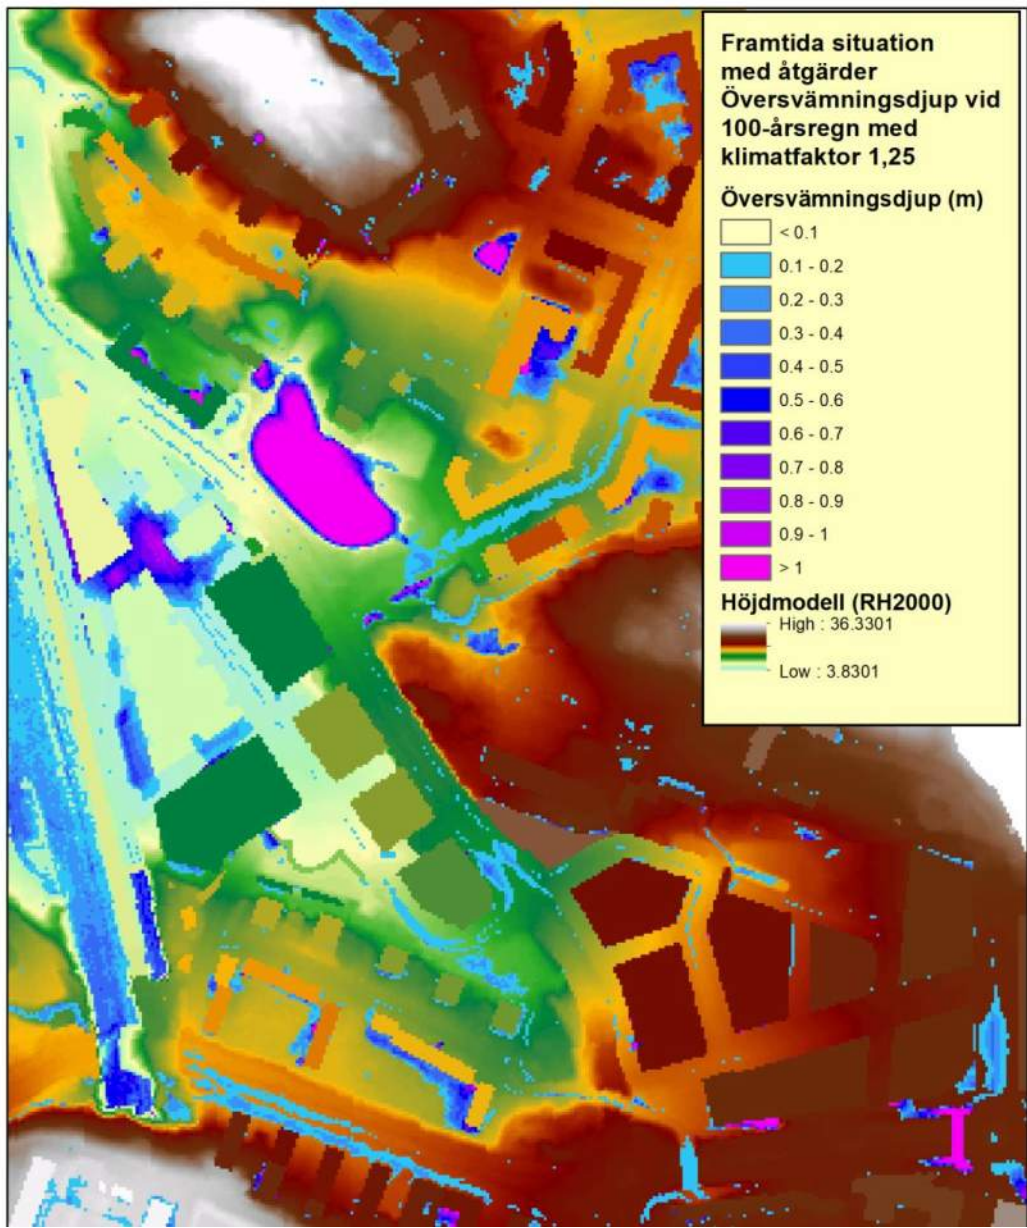 Framtida situation
med åtgärder
Översvämningsdjup vid
100-årsregn med
klimatfaktor 1,25
Översvämningsdjup (m)
< 0.1
0.1 - 0.2
0.2 - 0.3
0.3 - 0.4
0.4 - 0.5
0.5 - 0.6
0.6 - 0.7
0.7 - 0.8
0.8 - 0.9
0.9 - 1
> 1
Höjdmodell (RH2000)
High : 36.3301
Low : 3.8301